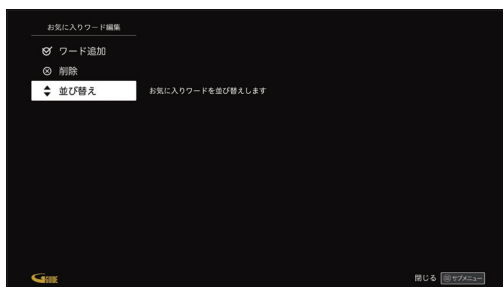 お気に入りワード編集
ワード追加
削除
並び替え お気に入りワードを並び替えします
G GUIDE
閉じる サブメニュー